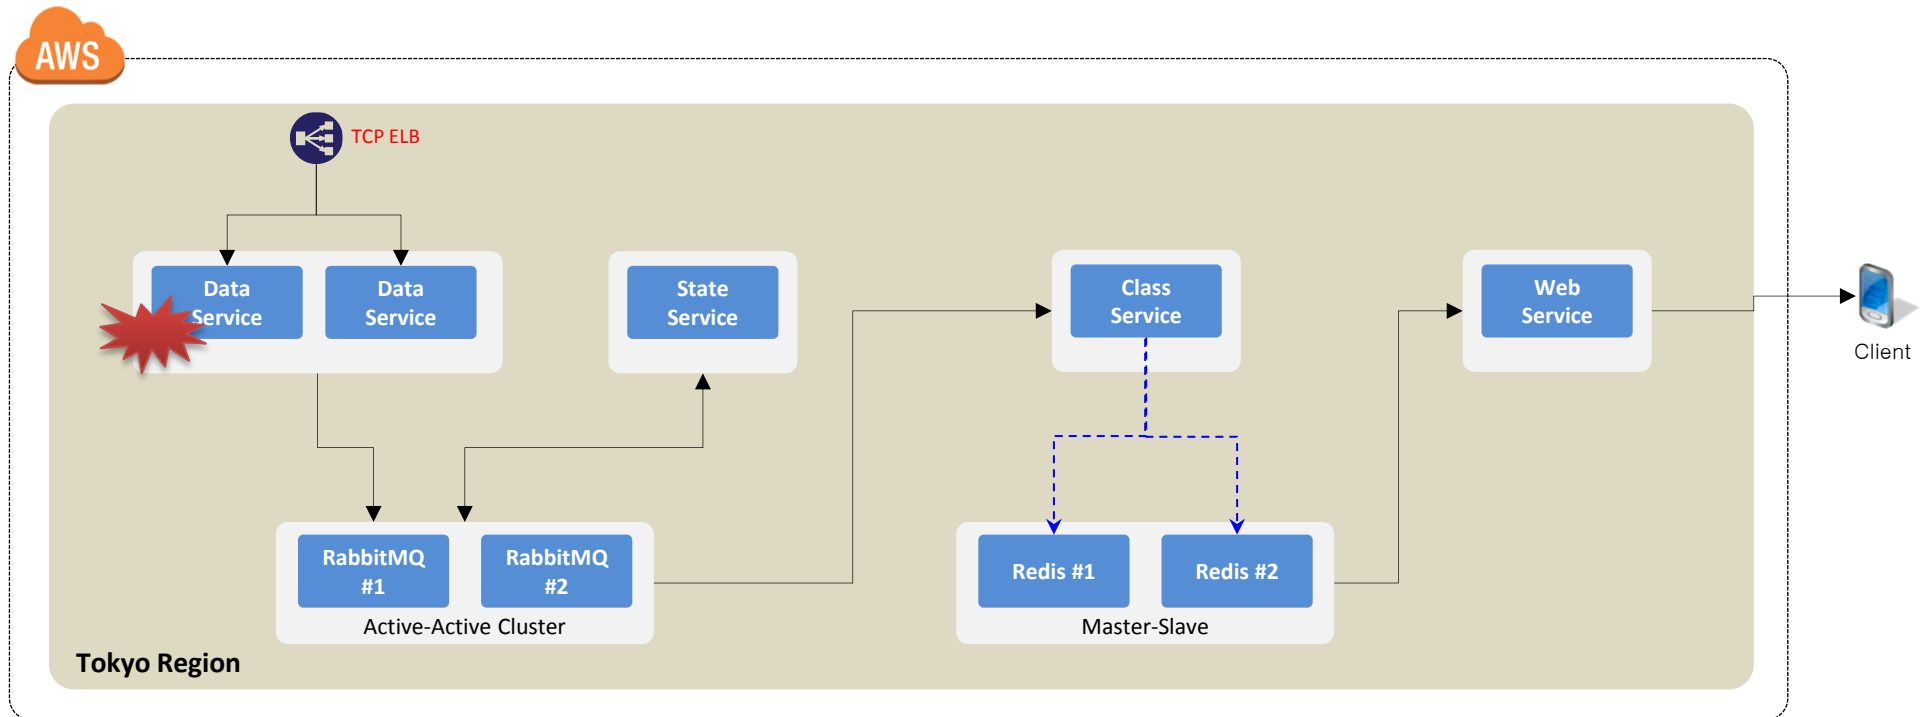 AWS
TCP ELB
Data
Service
Data
Service
State
Service
Class
Service
Web
Service
Client
RabbitMQ
#1
RabbitMQ
#2
Active-Active Cluster
Redis #1
Redis #2
Master-Slave
Tokyo Region